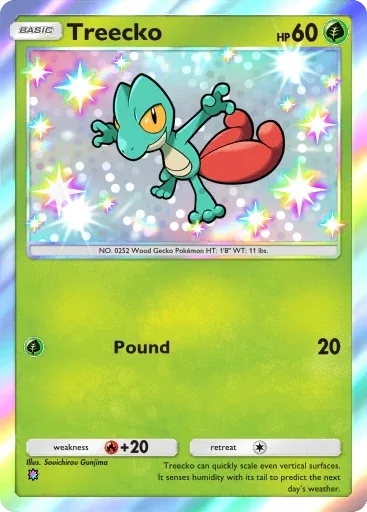 BASIC Treecko HP 60
NO. 0252 Wood Gecko Pokémon HT: 1'8" WT: 11 lbs.
Pound 20
weakness +20 retreat
Illus. Souichirou Gunjima
Treecko can quickly scale even vertical surfaces.
It senses humidity with its tail to predict the next
day's weather.